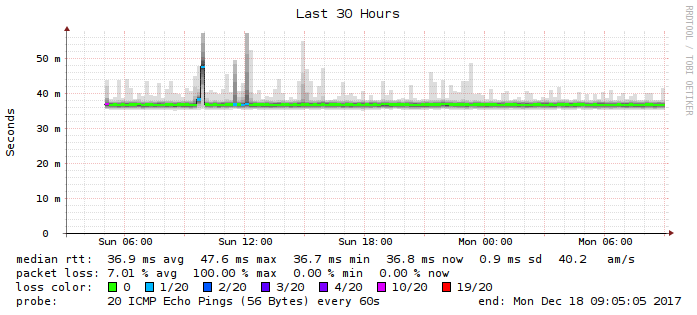 Last 30 Hours
RRDTOOL / TOBI OETIKER
Seconds
50 m
40 m
30 m
20 m
10 m
0
Sun 06:00 Sun 12:00 Sun 18:00 Mon 00:00 Mon 06:00
median rtt: 36.9 ms avg 47.6 ms max 36.7 ms min 36.8 ms now 0.9 ms sd 40.2 am/s
packet loss: 7.01 % avg 100.00 % max 0.00 % min 0.00 % now
loss color: 0 1/20 2/20 3/20 4/20 10/20 19/20
probe: 20 ICMP Echo Pings (56 Bytes) every 60s end: Mon Dec 18 09:05:05 2017